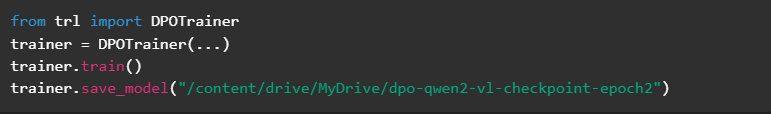 from trl import DPOTrainer
trainer = DPOTrainer(...)
trainer.train()
trainer.save_model("/content/drive/MyDrive/dpo-qwen2-vl-checkpoint-epoch2")